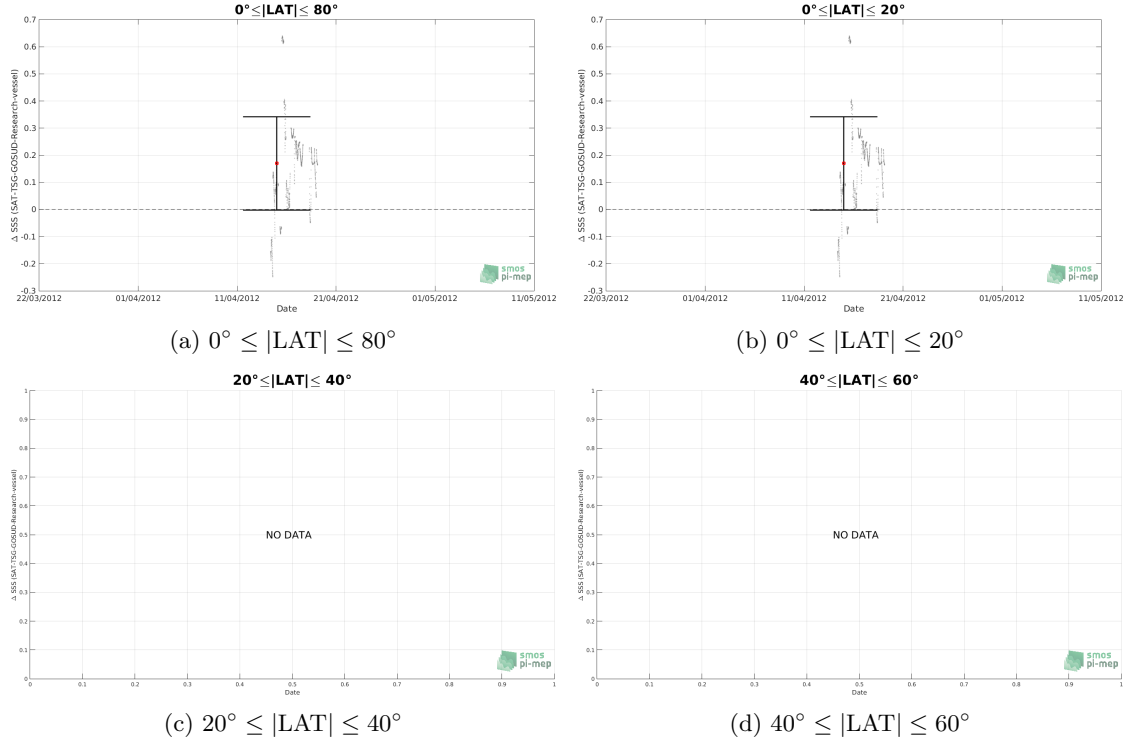 0°≤|LAT|≤ 80°
Δ SSS (SAT-TSG-GOSUD-Research-vessel)
0.7
0.6
0.5
0.4
0.3
0.2
0.1
0
-0.1
-0.2
-0.3
22/03/2012 01/04/2012 11/04/2012 21/04/2012 01/05/2012 11/05/2012
Date
smos
pi-mep
(a) 0° ≤ |LAT| ≤ 80°
0°≤|LAT|≤ 20°
Δ SSS (SAT-TSG-GOSUD-Research-vessel)
0.7
0.6
0.5
0.4
0.3
0.2
0.1
0
-0.1
-0.2
-0.3
22/03/2012 01/04/2012 11/04/2012 21/04/2012 01/05/2012 11/05/2012
Date
smos
pi-mep
(b) 0° ≤ |LAT| ≤ 20°
20°≤|LAT|≤ 40°
Δ SSS (SAT-TSG-GOSUD-Research-vessel)
1
0.9
0.8
0.7
0.6
0.5
0.4
0.3
0.2
0.1
0
NO DATA
0 0.1 0.2 0.3 0.4 0.5 0.6 0.7 0.8 0.9 1
Date
smos
pi-mep
(c) 20° ≤ |LAT| ≤ 40°
40°≤|LAT|≤ 60°
Δ SSS (SAT-TSG-GOSUD-Research-vessel)
1
0.9
0.8
0.7
0.6
0.5
0.4
0.3
0.2
0.1
0
NO DATA
0 0.1 0.2 0.3 0.4 0.5 0.6 0.7 0.8 0.9 1
Date
smos
pi-mep
(d) 40° ≤ |LAT| ≤ 60°